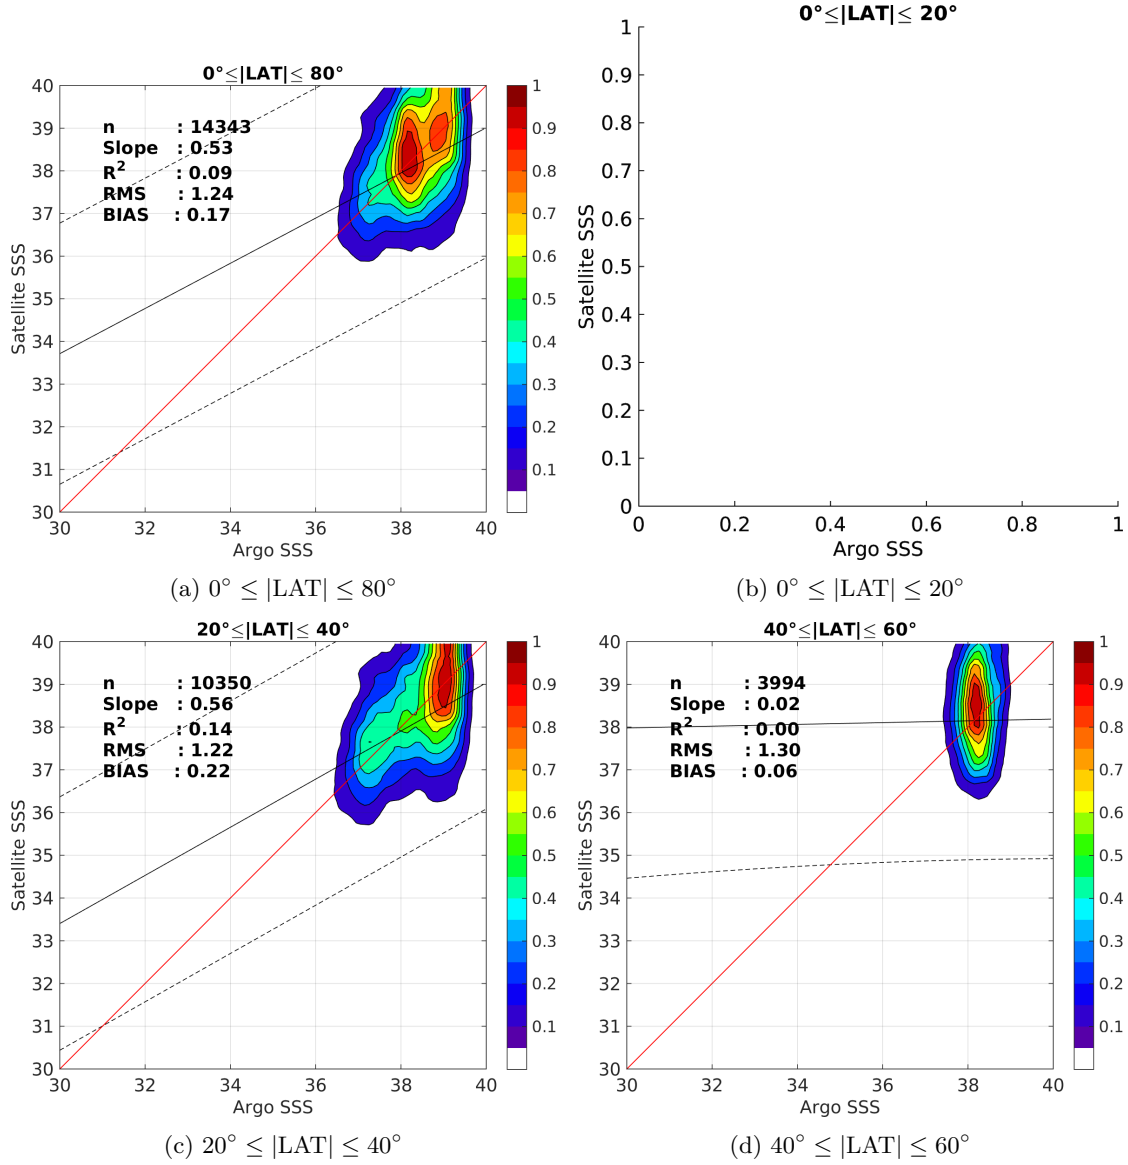 0°≤|LAT|≤ 80°
n : 14343
Slope : 0.53
R2 : 0.09
RMS : 1.24
BIAS : 0.17
40
39
38
37
36
35
34
33
32
31
30
Satellite SSS
30 32 34 36 38 40
Argo SSS
1
0.9
0.8
0.7
0.6
0.5
0.4
0.3
0.2
0.1
(a) 0° ≤ |LAT| ≤ 80°
0°≤|LAT|≤ 20°
1
0.9
0.8
0.7
0.6
0.5
0.4
0.3
0.2
0.1
0
Satellite SSS
0 0.2 0.4 0.6 0.8 1
Argo SSS
(b) 0° ≤ |LAT| ≤ 20°
20°≤|LAT|≤ 40°
n : 10350
Slope : 0.56
R2 : 0.14
RMS : 1.22
BIAS : 0.22
40
39
38
37
36
35
34
33
32
31
30
Satellite SSS
30 32 34 36 38 40
Argo SSS
1
0.9
0.8
0.7
0.6
0.5
0.4
0.3
0.2
0.1
(c) 20° ≤ |LAT| ≤ 40°
40°≤|LAT|≤ 60°
n : 3994
Slope : 0.02
R2 : 0.00
RMS : 1.30
BIAS : 0.06
40
39
38
37
36
35
34
33
32
31
30
Satellite SSS
30 32 34 36 38 40
Argo SSS
1
0.9
0.8
0.7
0.6
0.5
0.4
0.3
0.2
0.1
(d) 40° ≤ |LAT| ≤ 60°